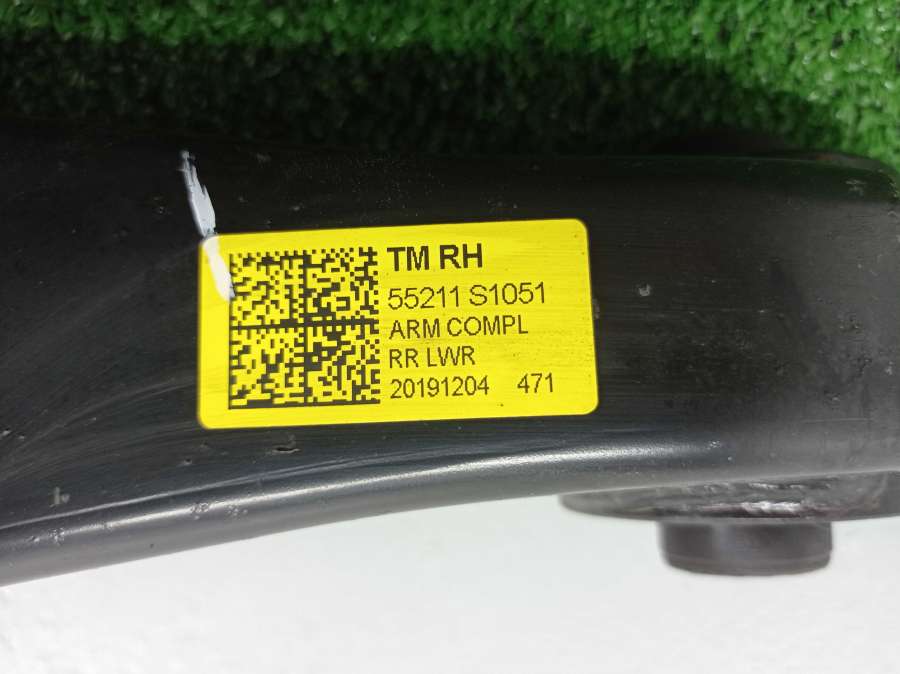 TM RH
55211 S1051
ARM COMPL
RR LWR
20191204 471